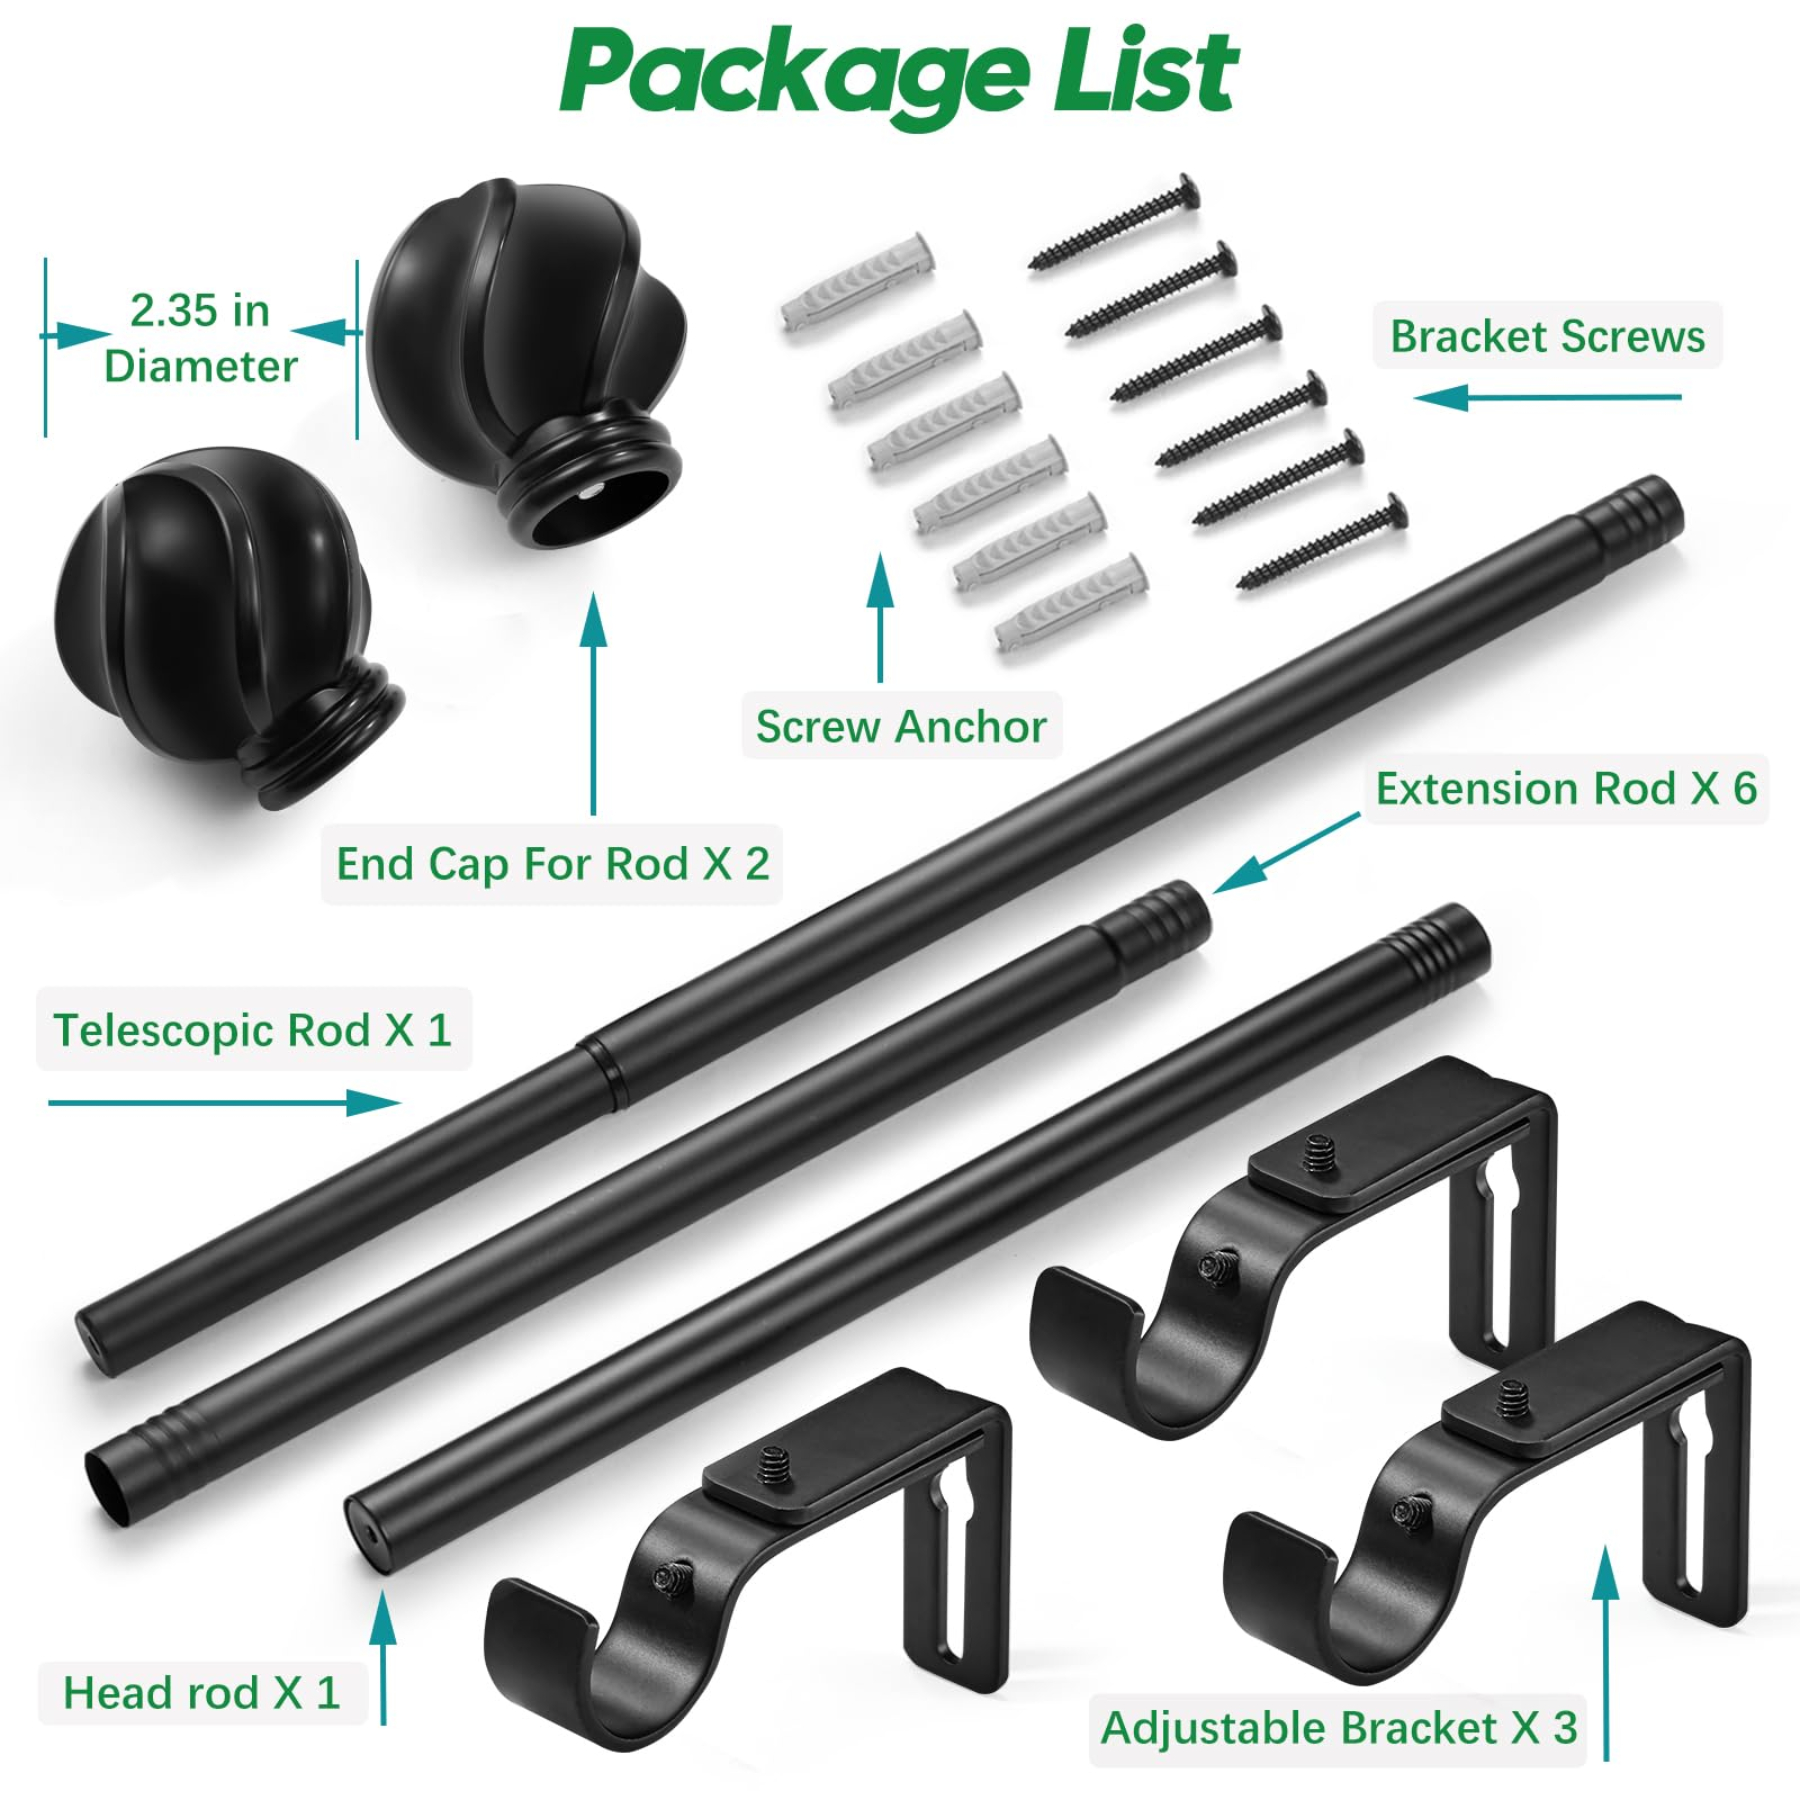 Package List
2.35 in
Diameter
Bracket Screws
Screw Anchor
Extension Rod X 6
End Cap For Rod X 2
Telescopic Rod X 1
Head rod X 1
Adjustable Bracket X 3